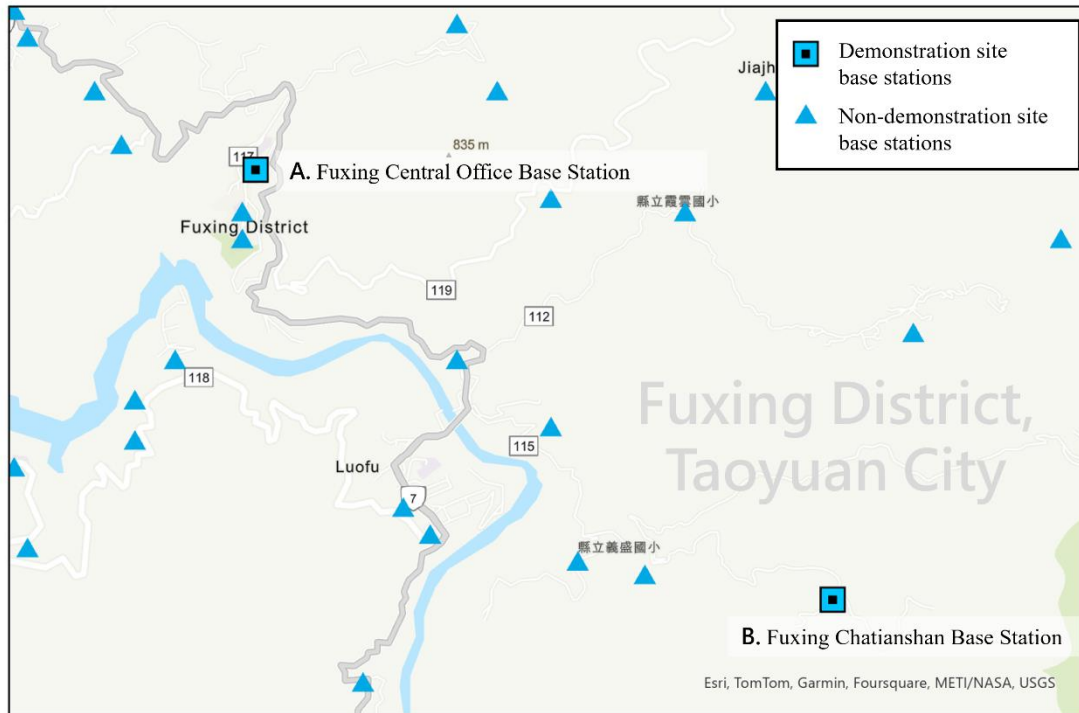 Demonstration site
base stations
Non-demonstration site
base stations
Jiajh
835 m
117
A. Fuxing Central Office Base Station
縣立霞雲國小
Fuxing District
119
112
118
Fuxing District,
Taoyuan City
115
Luofu
7
縣立義盛國小
B. Fuxing Chatianshan Base Station
Esri, TomTom, Garmin, Foursquare, METI/NASA, USGS